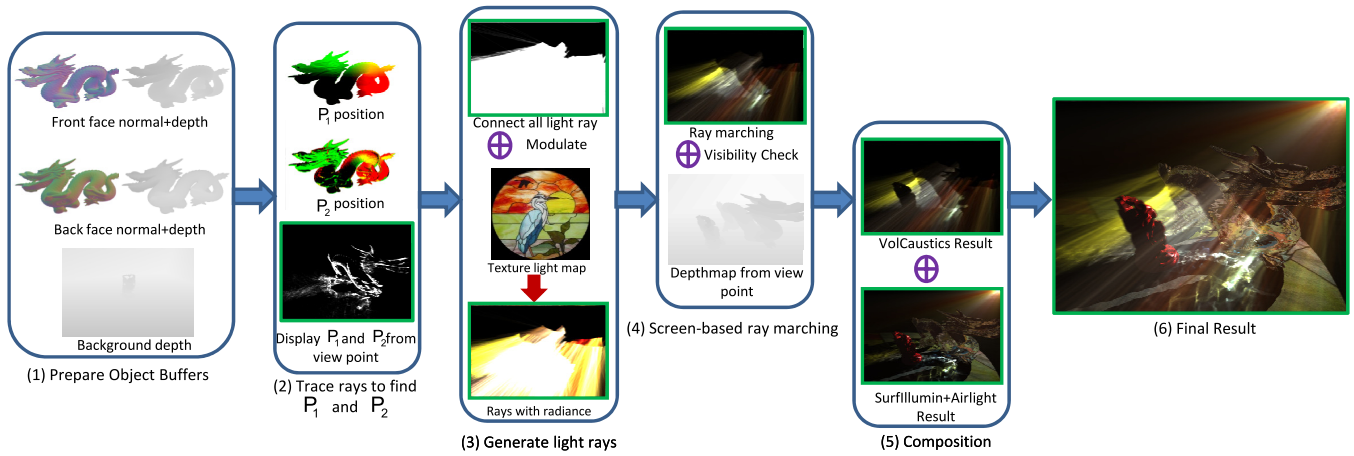 Front face normal+depth
Back face normal+depth
Background depth
(1) Prepare Object Buffers
P1 position
P2 position
Display P1 and P2 from
view point
(2) Trace rays to find
P1 and P2
Connect all light ray
Modulate
Texture light map
Rays with radiance
(3) Generate light rays
Ray marching
Visibility Check
Depthmap from view
point
(4) Screen-based ray marching
VolCaustics Result
SurfIllumin+Airlight
Result
(5) Composition
(6) Final Result